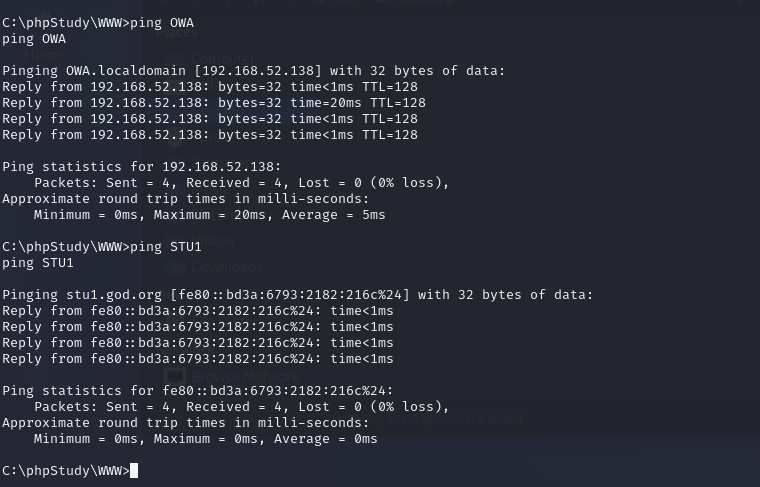 C:\phpStudy\WWW>ping OWA
ping OWA
Pinging OWA.localdomain [192.168.52.138] with 32 bytes of data:
Reply from 192.168.52.138: bytes=32 time<1ms TTL=128
Reply from 192.168.52.138: bytes=32 time=20ms TTL=128
Reply from 192.168.52.138: bytes=32 time<1ms TTL=128
Reply from 192.168.52.138: bytes=32 time<1ms TTL=128
Ping statistics for 192.168.52.138:
    Packets: Sent = 4, Received = 4, Lost = 0 (0% loss),
Approximate round trip times in milli-seconds:
    Minimum = 0ms, Maximum = 20ms, Average = 5ms
C:\phpStudy\WWW>ping STU1
ping STU1
Videos
Downloads
Pinging stu1.god.org [fe80::bd3a:6793:2182:216c%24] with 32 bytes of data:
Reply from fe80::bd3a:6793:2182:216c%24: time<1ms
Reply from fe80::bd3a:6793:2182:216c%24: time<1ms
Reply from fe80::bd3a:6793:2182:216c%24: time<1ms
Reply from fe80::bd3a:6793:2182:216c%24: time<1ms
Browse Network
Ping statistics for fe80::bd3a:6793:2182:216c%24:
    Packets: Sent = 4, Received = 4, Lost = 0 (0% loss),
Approximate round trip times in milli-seconds:
    Minimum = 0ms, Maximum = 0ms, Average = 0ms
C:\phpStudy\WWW>